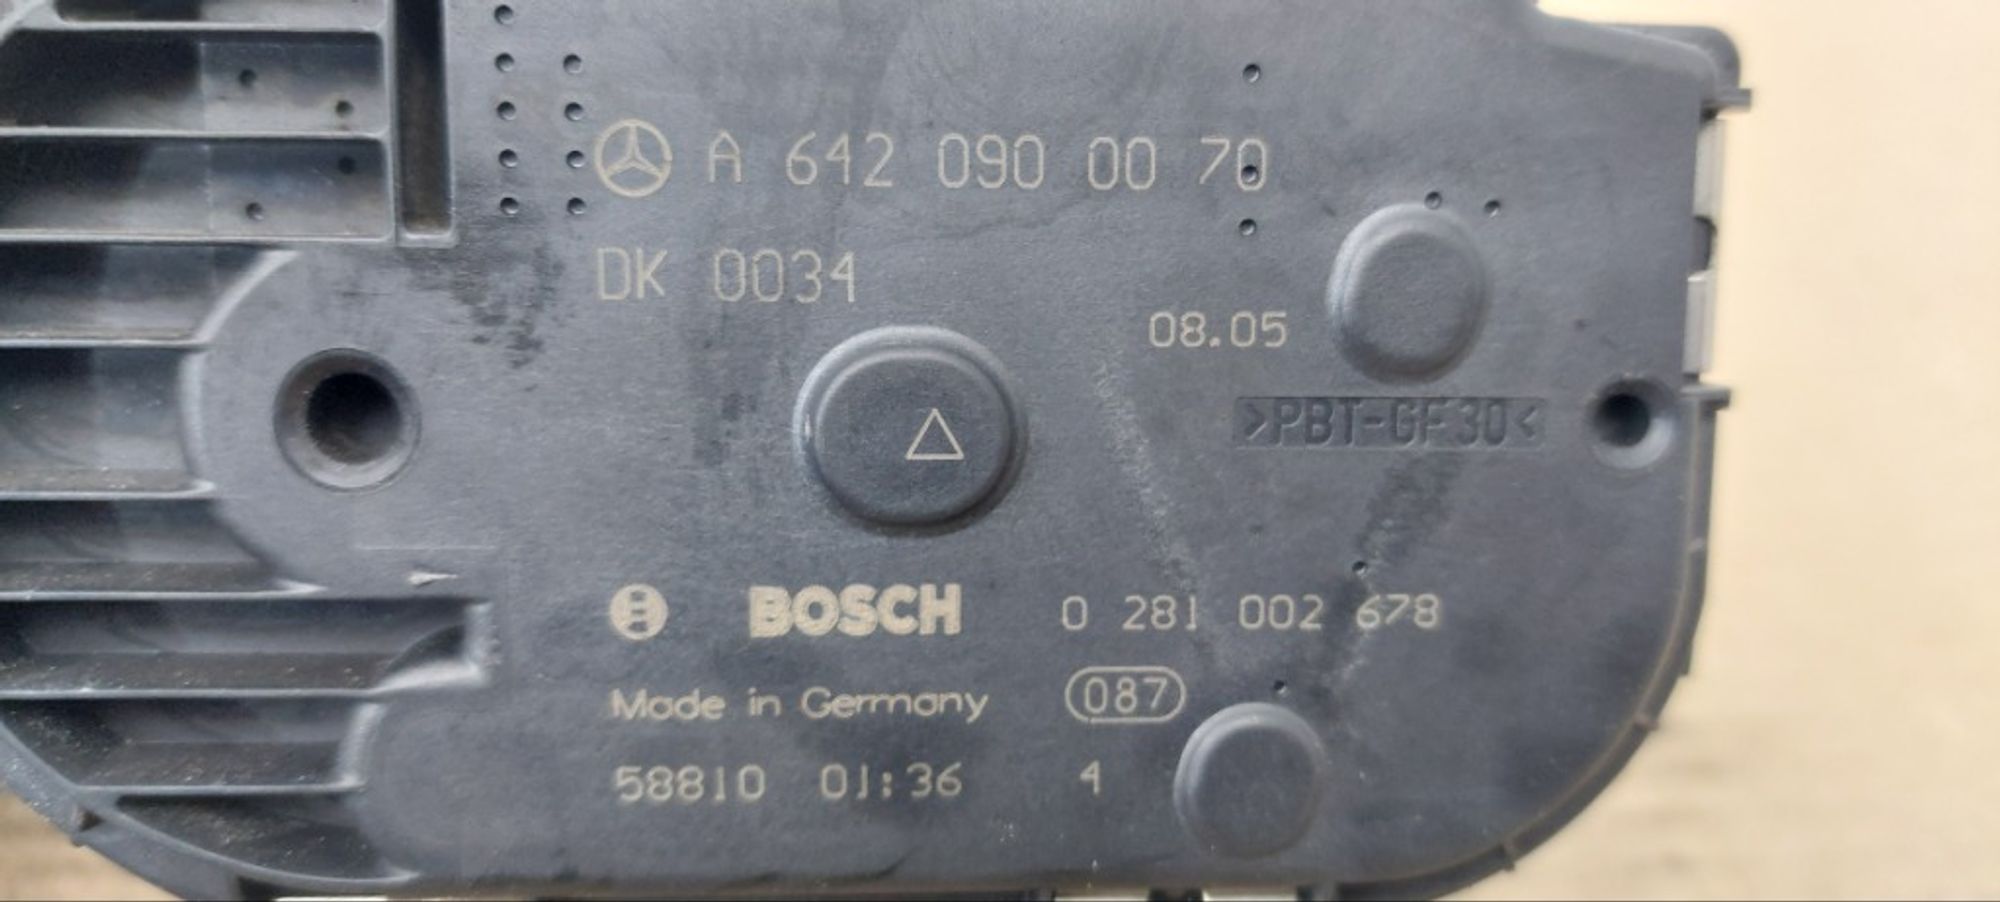 A 642 090 00 70
DK 0034
08.05
>PBT-GF30<
BOSCH 0 281 002 678
Made in Germany 087
58810 01:36 4